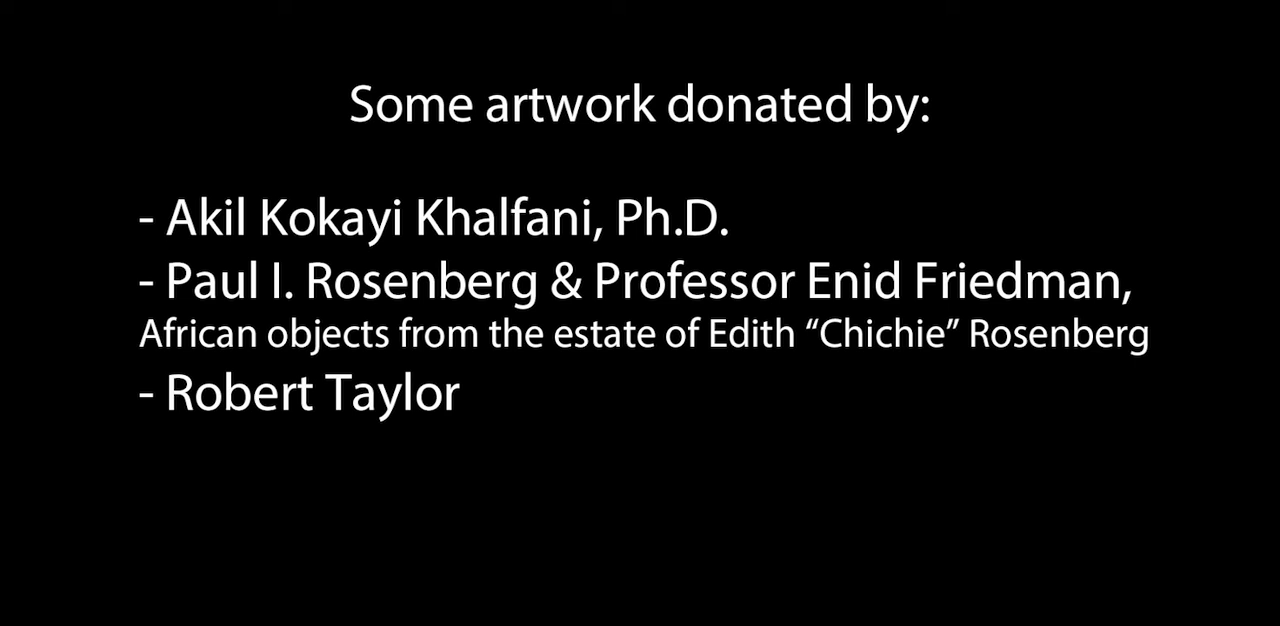 Some artwork donated by:
- Akil Kokayi Khalfani, Ph.D.
- Paul I. Rosenberg & Professor Enid Friedman,
African objects from the estate of Edith “Chichie” Rosenberg
- Robert Taylor